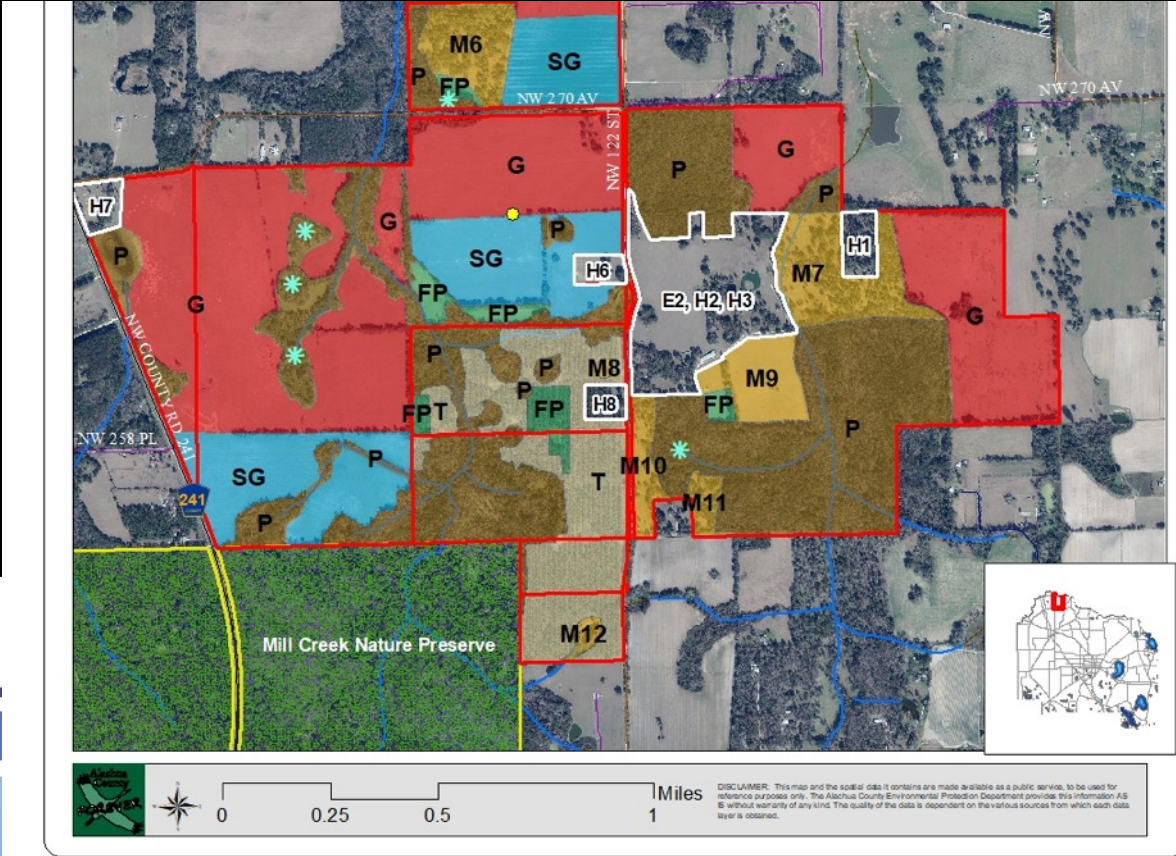 M6
SG
P
FP
NW 270 AV
NW
NW 270 AV
G
NW 122 ST
P
G
P
H7
P
G
G
SG
P
H6
FP
FP
E2, H2, H3
M7
H1
G
NW COUNTY RD 241
P
P
P
M8
FP
T
FP
H8
M9
FP
P
NW 258 PL
SG
P
P
241
T
M10
M11
Mill Creek Nature Preserve
M12
Alachua
County
0
0.25
0.5
1
Miles
DISCLAIMER: This map and the spatial data it contains are made available as a public service, to be used for
reference purposes only. The Alachua County Environmental Protection Department provides this information AS
IS without warranty of any kind. The quality of the data is dependent on the various sources from which each data
layer is obtained.